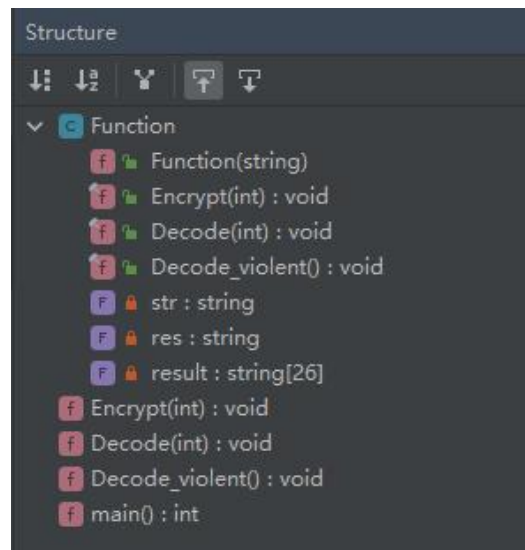 Structure
Function
Function(string)
Encrypt(int) : void
Decode(int) : void
Decode_violent() : void
str : string
res : string
result : string[26]
Encrypt(int) : void
Decode(int) : void
Decode_violent() : void
main() : int